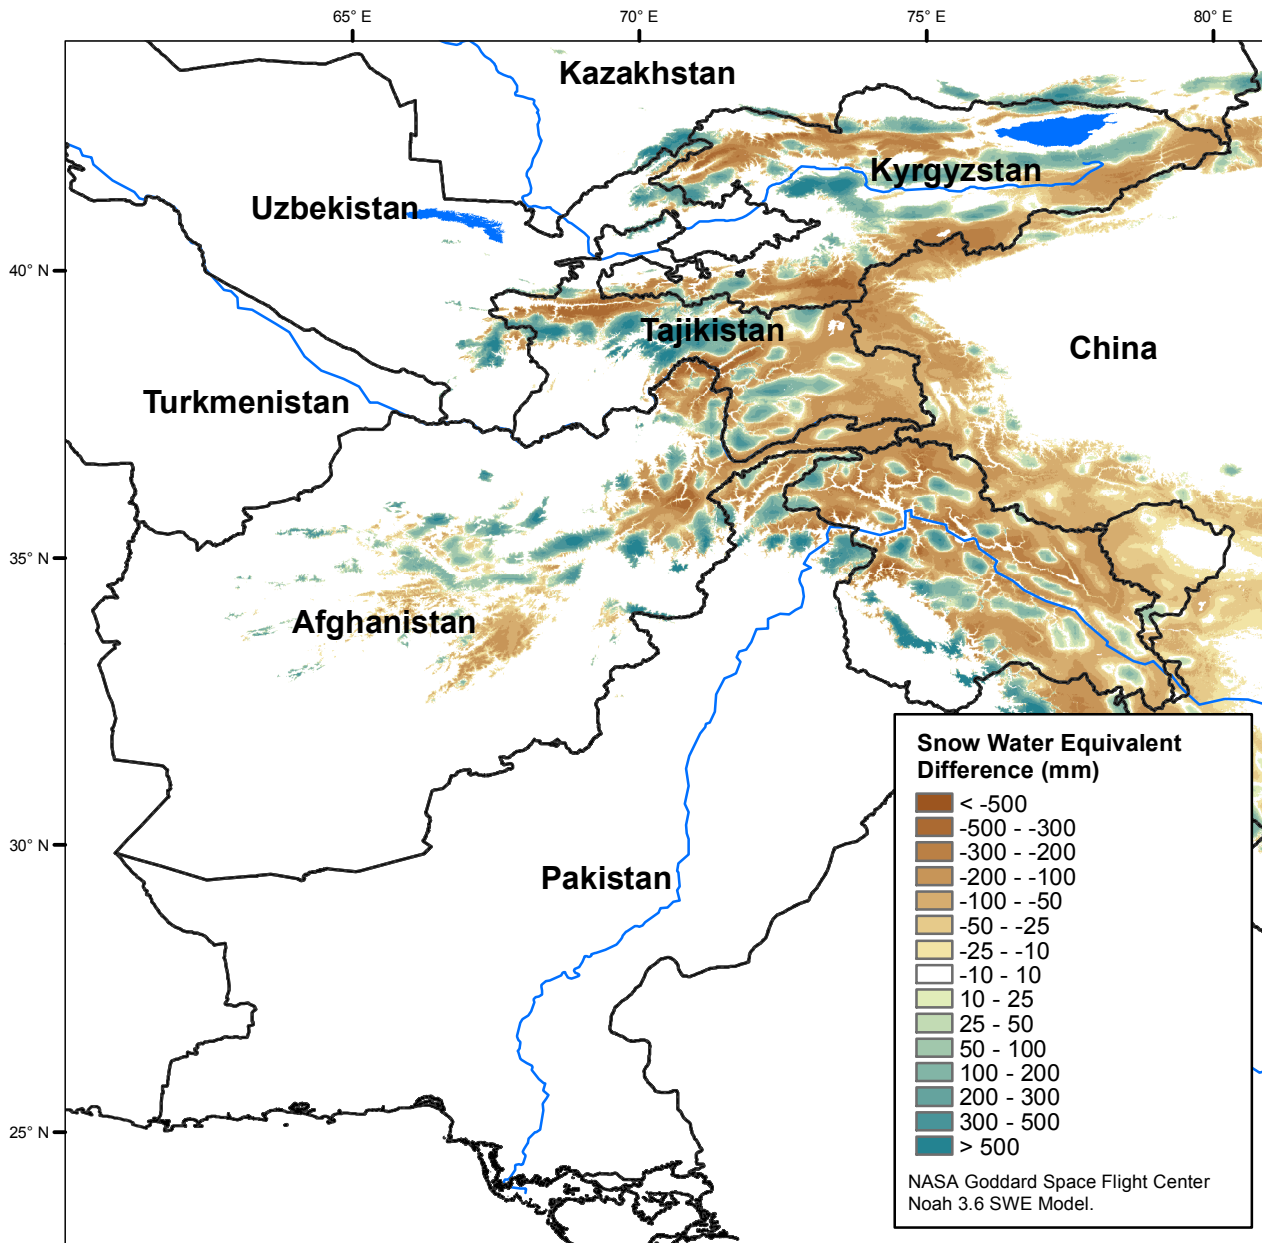 65° E
70° E
75° E
80° E
Kazakhstan
Kyrgyzstan
Uzbekistan
40° N
Tajikistan
China
Turkmenistan
35° N
Afghanistan
Snow Water Equivalent
Difference (mm)
< -500
-500 - -300
-300 - -200
-200 - -100
-100 - -50
-50 - -25
-25 - -10
-10 - 10
10 - 25
25 - 50
50 - 100
100 - 200
200 - 300
300 - 500
> 500
NASA Goddard Space Flight Center
Noah 3.6 SWE Model.
30° N
Pakistan
25° N